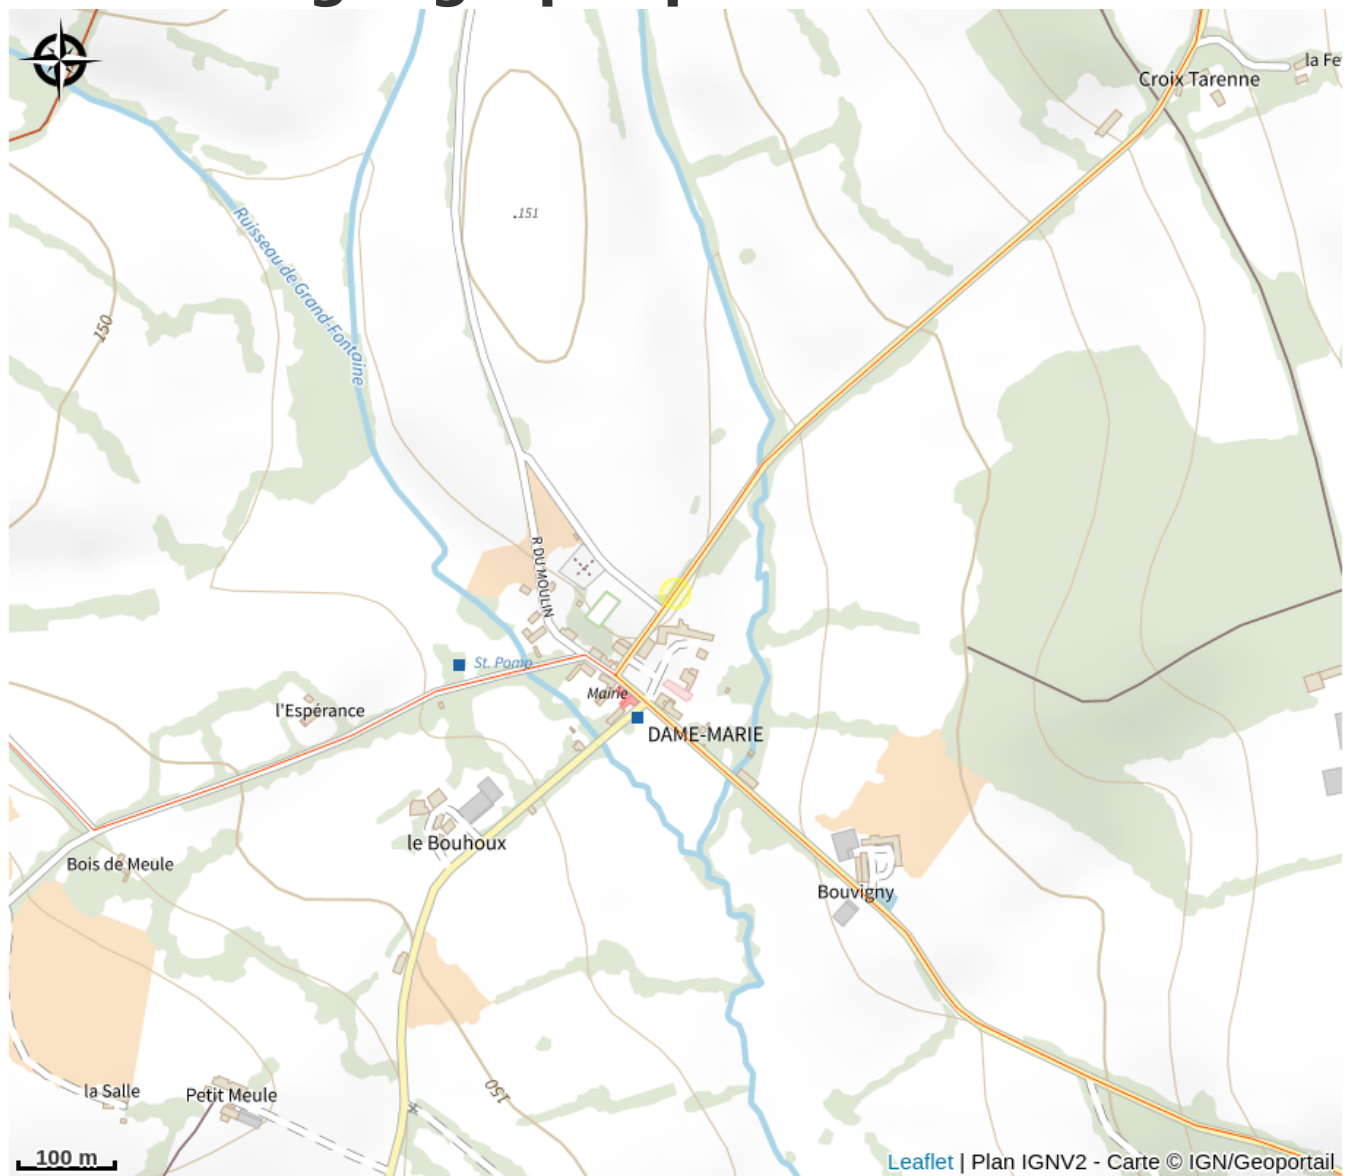 la Fe
Croix Tarenne
.151
Ruisseau de Grand-Fontaine
150
R DU MOULIN
St. Pomp
Mairie
l'Espérance
DAME-MARIE
le Bouhoux
Bois de Meule
Bouvigny
150
la Salle
Petit Meule
100 m
Leaflet | Plan IGNV2 - Carte © IGN/Geoportail